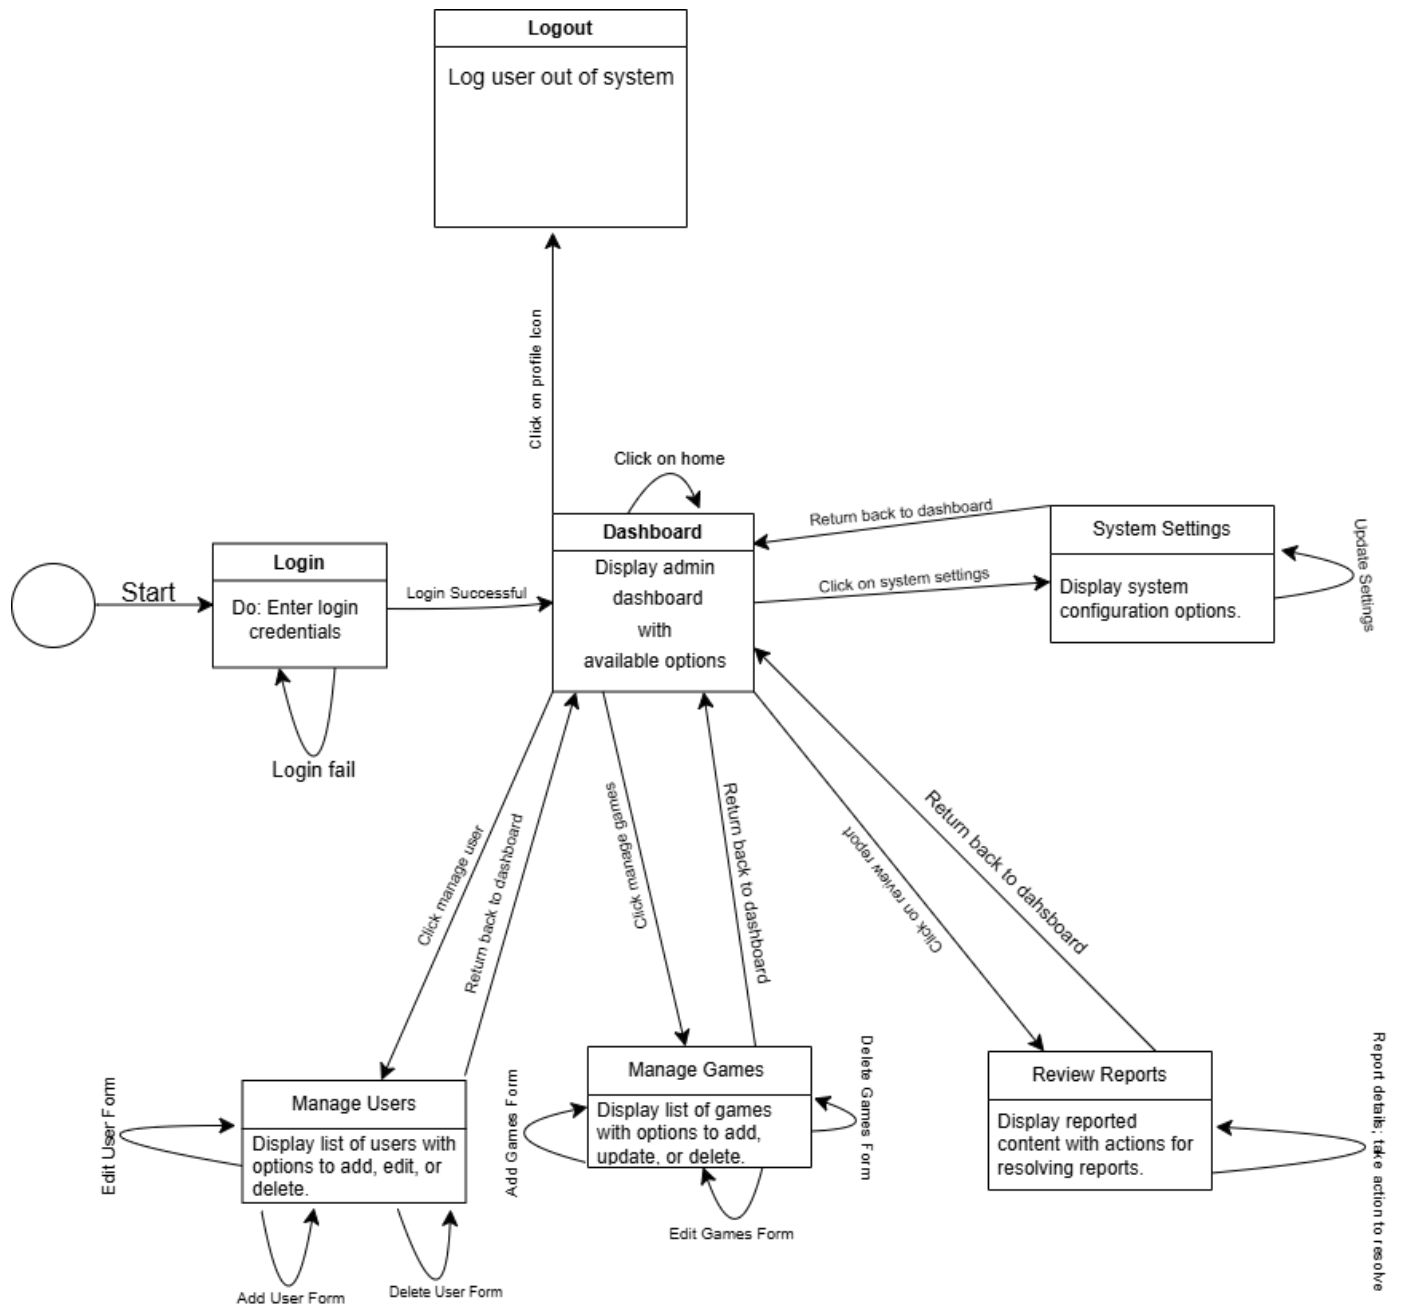 Logout
Log user out of system
Click on profile Icon
Click on home
Dashboard
Display admin
dashboard
with
available options
Return back to dashboard
Click on system settings
System Settings
Display system
configuration options.
Update Settings
Start
Login
Do: Enter login
credentials
Login Successful
Login fail
Click manage user
Return back to dashboard
Click manage games
Return back to dashboard
Click on review report
Return back to dahsboard
Edit User Form
Manage Users
Display list of users with
options to add, edit, or
delete.
Add User Form
Delete User Form
Add Games Form
Manage Games
Display list of games
with options to add,
update, or delete.
Delete Games Form
Edit Games Form
Review Reports
Display reported
content with actions for
resolving reports.
Report details; take action to resolve